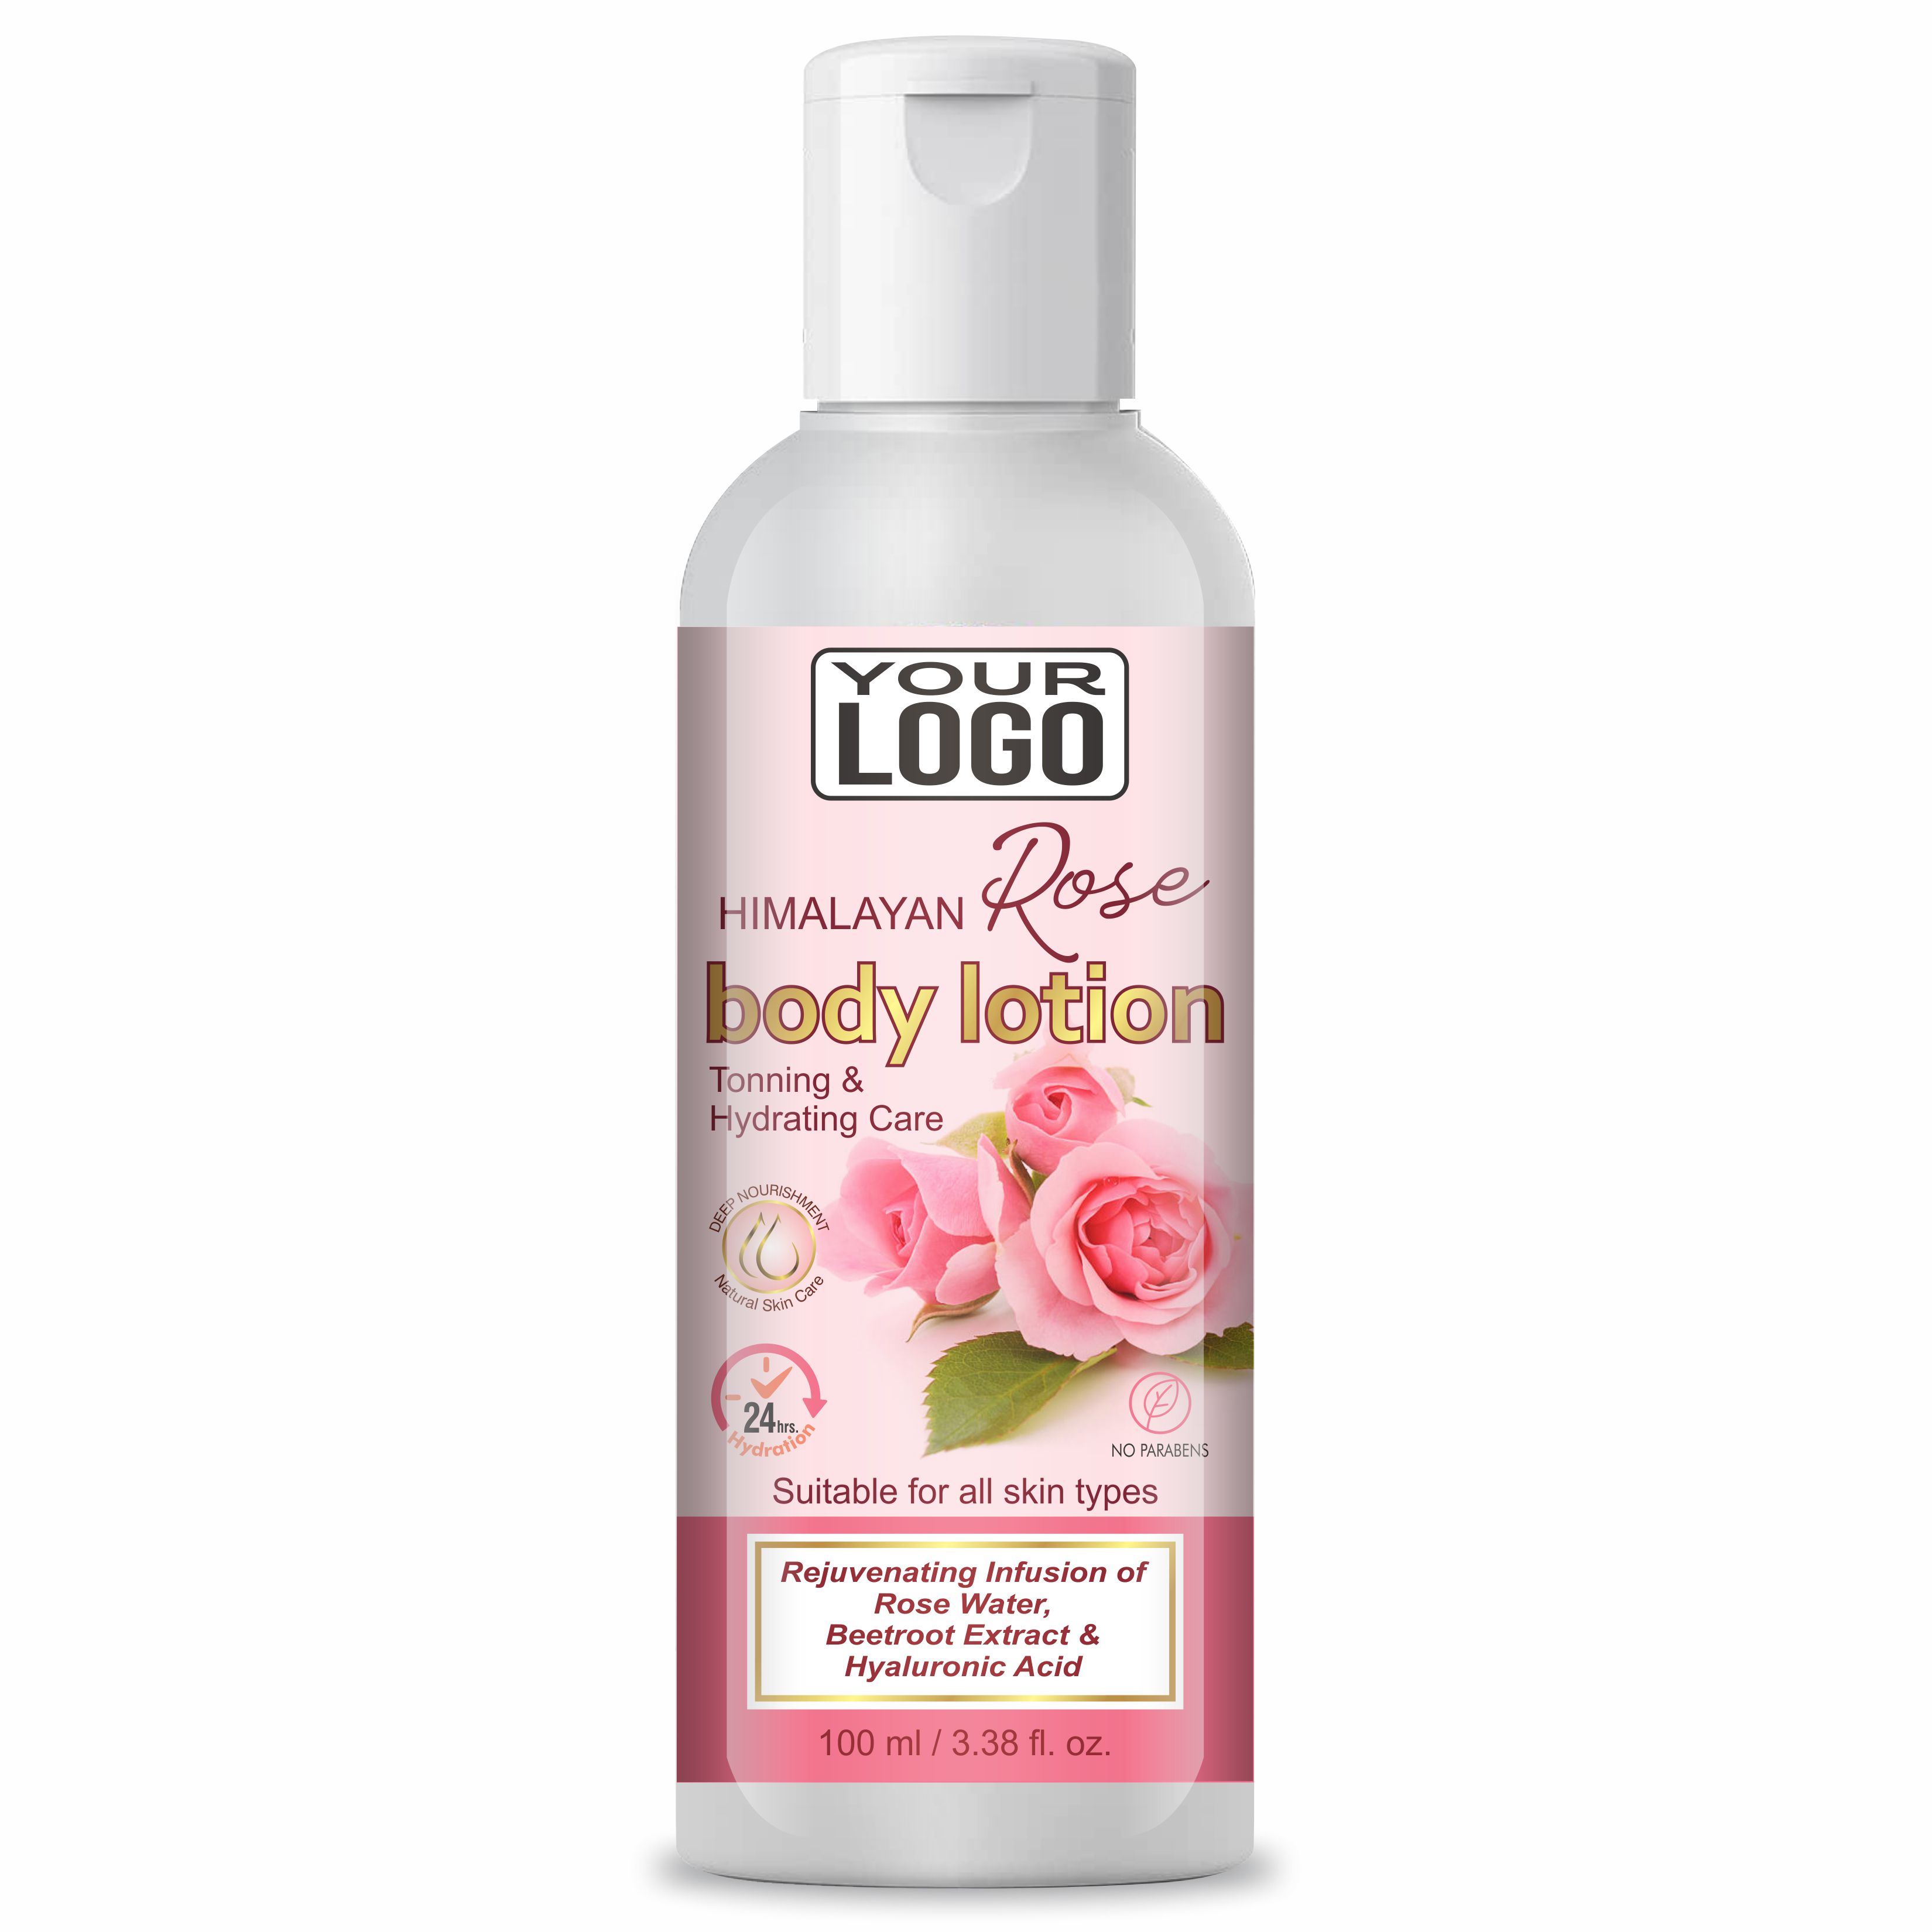 YOUR
LOGO
HIMALAYAN Rose
body lotion
Tonning &
Hydrating Care
DEEP NOURISHMENT
Natural Skin Care
24hrs.
Hydration
NO PARABENS
Suitable for all skin types
Rejuvenating Infusion of
Rose Water,
Beetroot Extract &
Hyaluronic Acid
100 ml / 3.38 fl. oz.